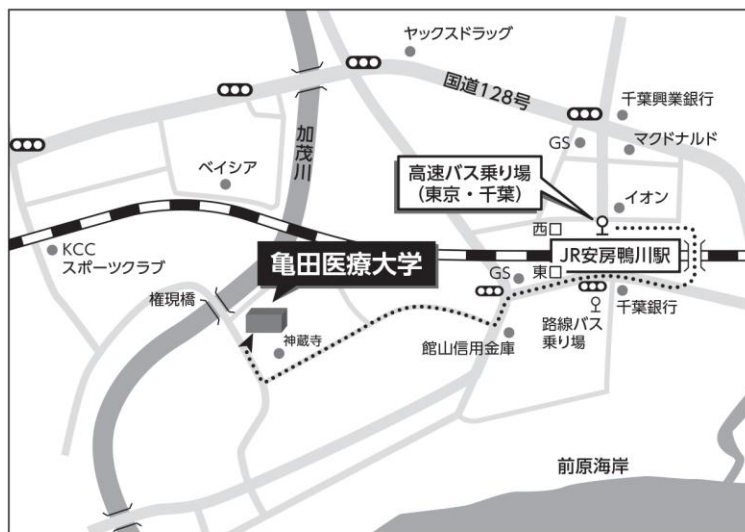 ヤックスドラッグ
国道128号
千葉興業銀行
GS
マクドナルド
加茂川
ベイシア
高速バス乗り場
（東京・千葉）
イオン
西口
JR安房鴨川駅
KCC
スポーツクラブ
亀田医療大学
GS
東口
権現橋
千葉銀行
路線バス
乗り場
神蔵寺
館山信用金庫
前原海岸